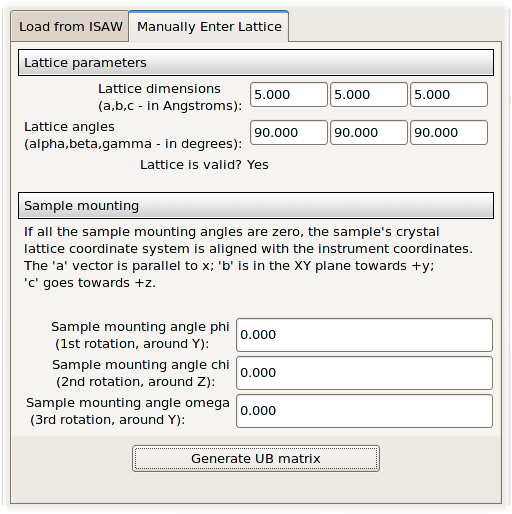 Load from ISAW Manually Enter Lattice
Lattice parameters
Lattice dimensions
(a,b,c - in Angstroms): 5.000 5.000 5.000
Lattice angles
(alpha,beta,gamma - in degrees): 90.000 90.000 90.000
Lattice is valid? Yes
Sample mounting
If all the sample mounting angles are zero, the sample's crystal
lattice coordinate system is aligned with the instrument coordinates.
The 'a' vector is parallel to x; 'b' is in the XY plane towards +y;
'c' goes towards +z.
Sample mounting angle phi
(1st rotation, around Y): 0.000
Sample mounting angle chi
(2nd rotation, around Z): 0.000
Sample mounting angle omega
(3rd rotation, around Y): 0.000
Generate UB matrix